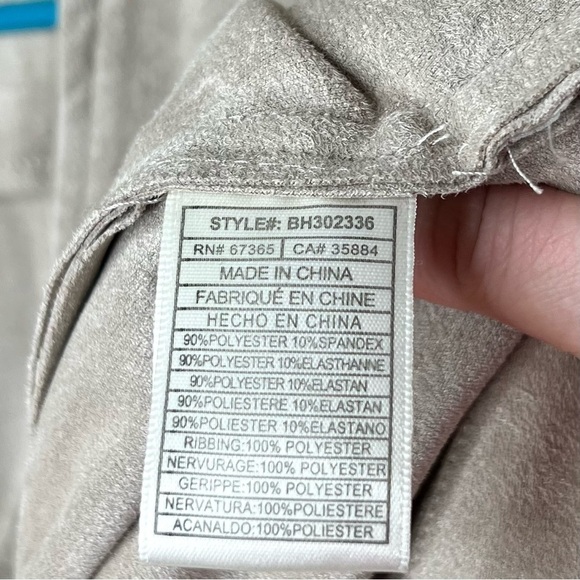 STYLE#: BH302336
RN# 67365 CA# 35884
MADE IN CHINA
FABRIQUÉ EN CHINE
HECHO EN CHINA
90%POLYESTER 10%SPANDEX
90%POLYESTER 10%ELASTHANNE
90%POLYESTER 10%ELASTAN
90%POLIESTERE 10%ELASTAN
90%POLIESTER 10%ELASTANO
RIBBING:100% POLYESTER
NERVURAGE:100% POLYESTER
GERIPPE:100% POLYESTER
NERVATURA:100% POLIESTERE
ACANALDO:100% POLIESTER